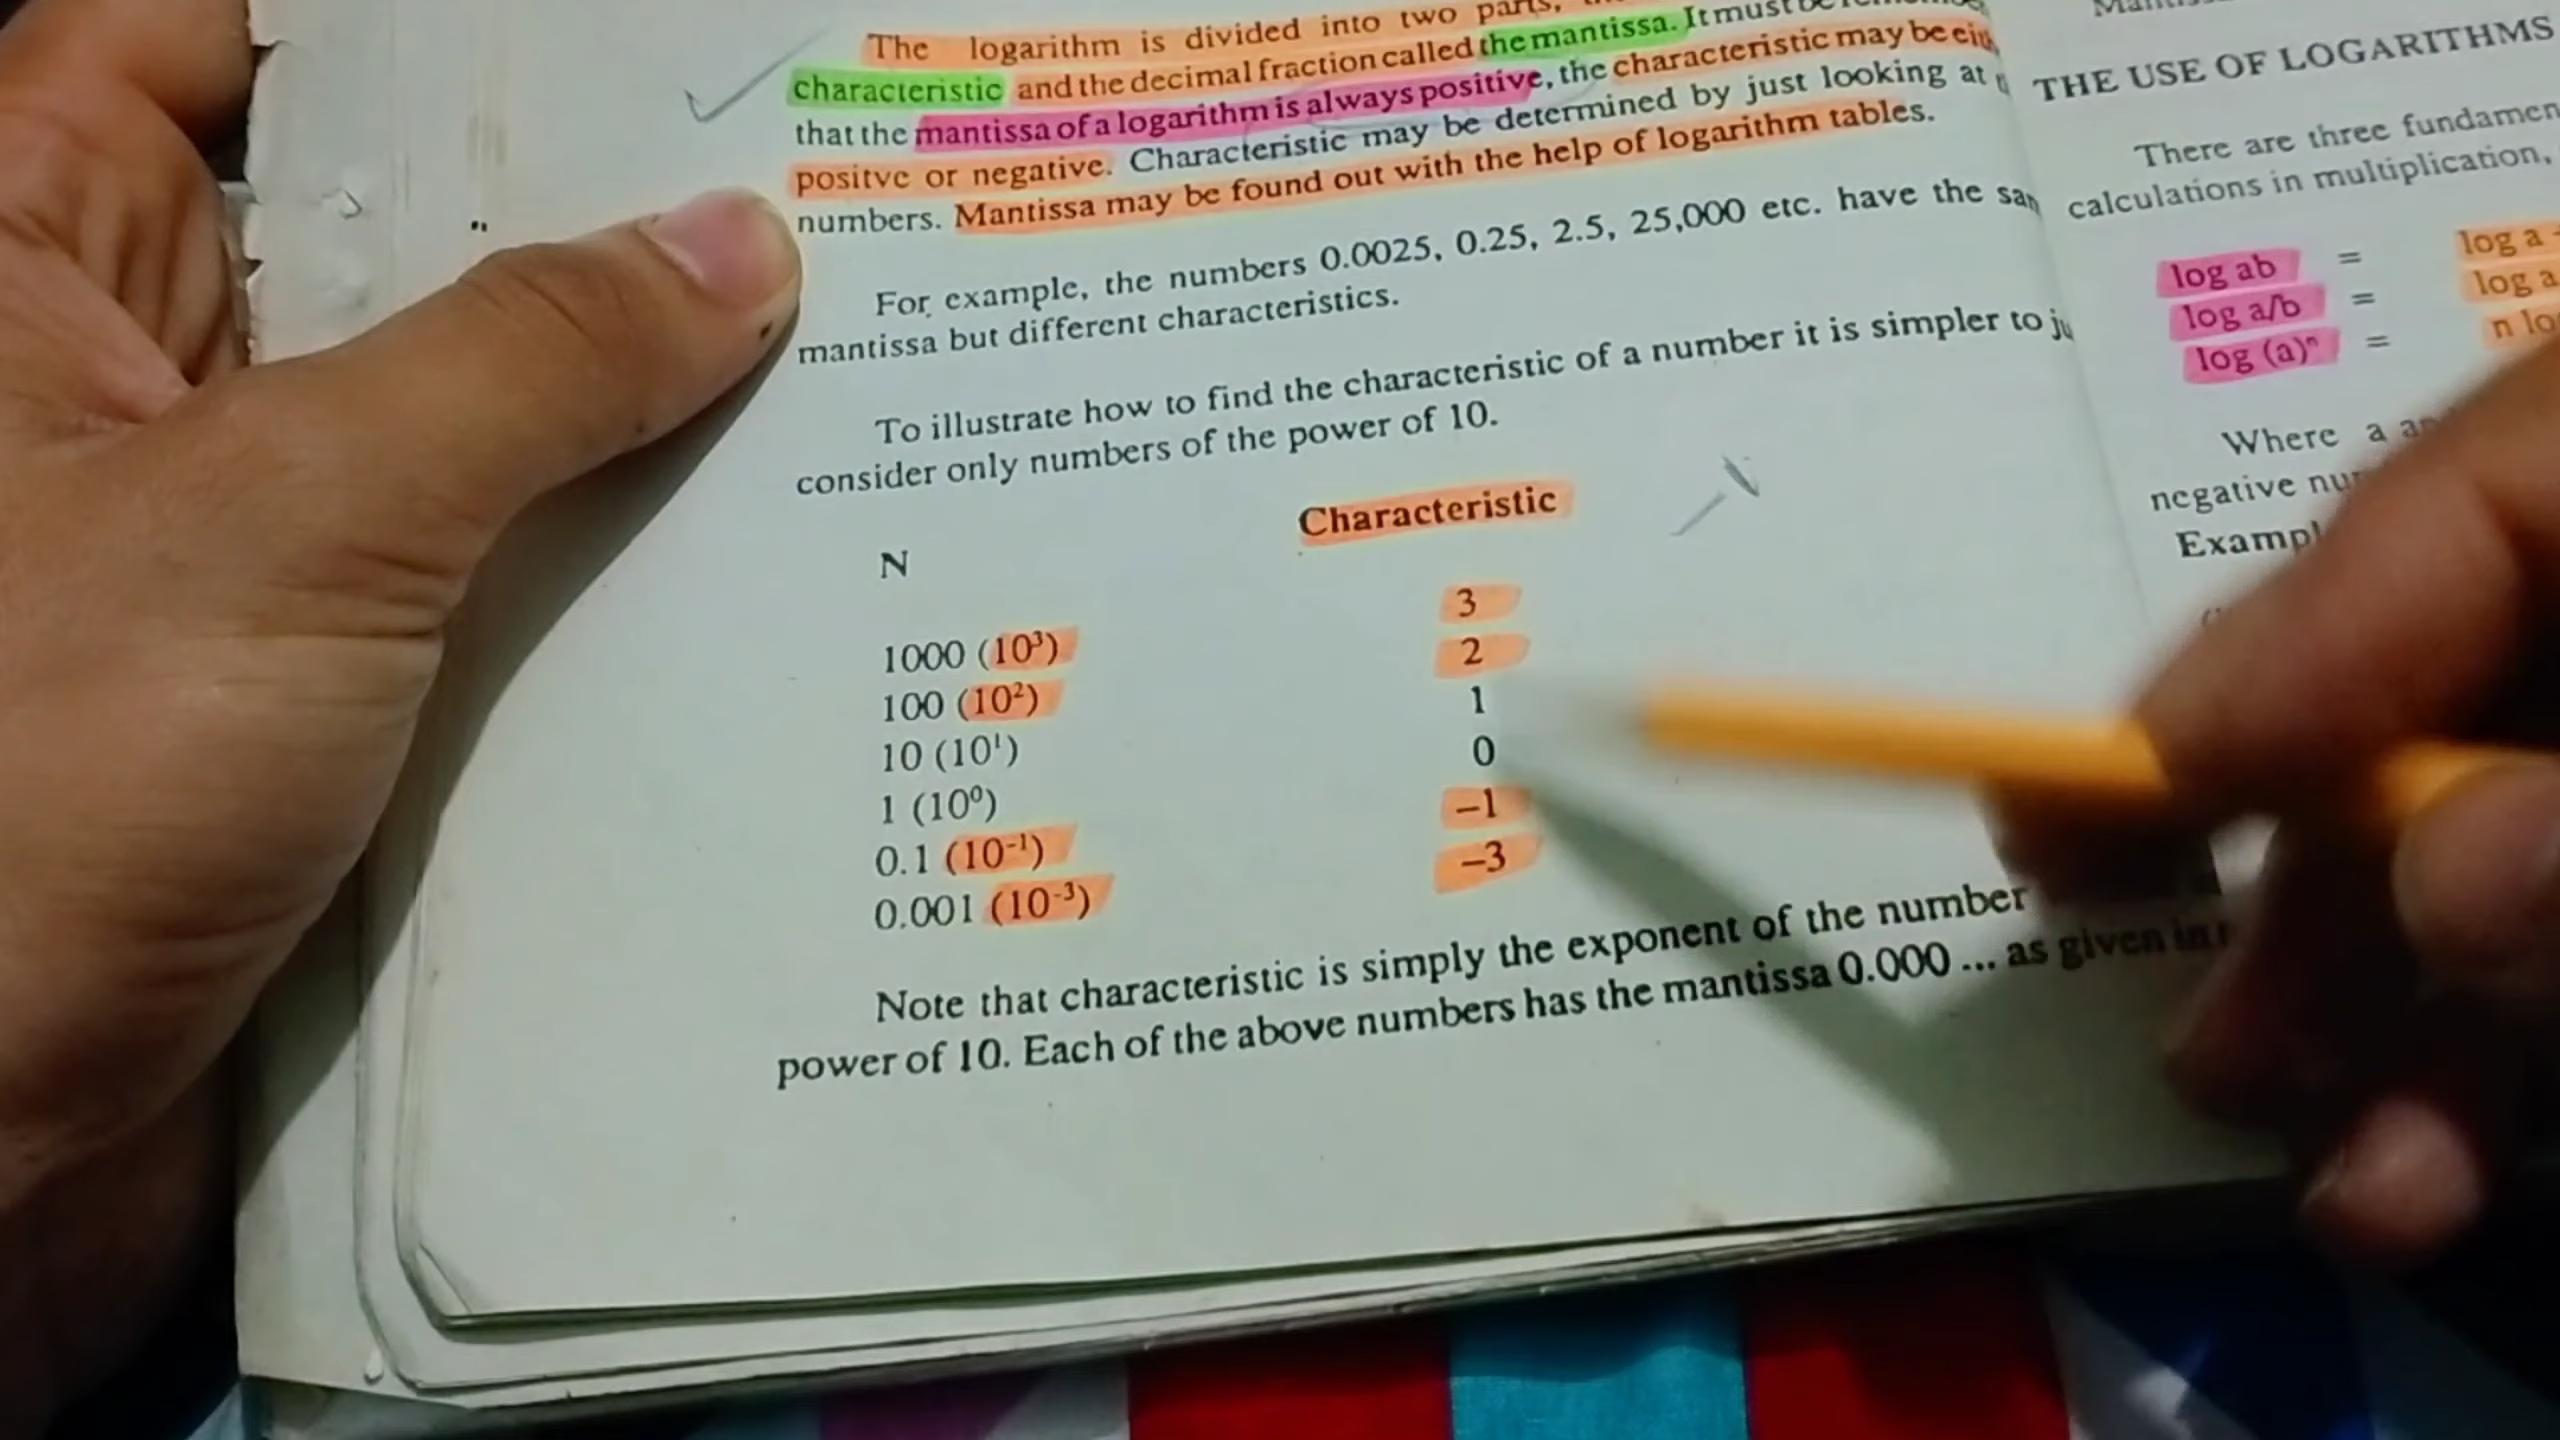 The logarithm is divided into two parts,
characteristic and the decimal fraction called the mantissa. It must be
that the mantissa of a logarithm is always positive, the characteristic may be
positve or negative. Characteristic may be determined by just looking at
numbers. Mantissa may be found out with the help of logarithm tables.
For example, the numbers 0.0025, 0.25, 2.5, 25,000 etc. have the
mantissa but different characteristics.
To illustrate how to find the characteristic of a number it is simpler to
consider only numbers of the power of 10.
N Characteristic
1000 (10³) 3
100 (10²) 2
10 (10¹) 1
1 (10⁰) 0
0.1 (10⁻¹) –1
0.001 (10⁻³) –3
Note that characteristic is simply the exponent of the number
power of 10. Each of the above numbers has the mantissa 0.000 ... as given in
THE USE OF LOGARITHMS
There are three
calculations in multiplication,
log ab = log a
log a/b = log a
log (a)ⁿ = n
Where a
negative